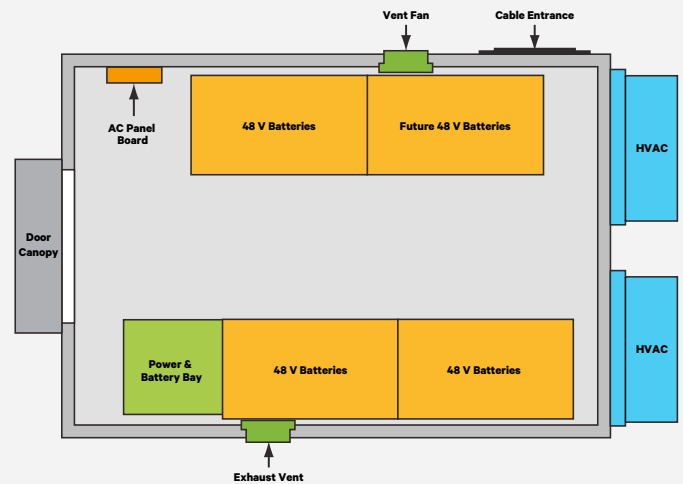 Vent Fan
Cable Entrance
AC Panel
Board
48 V Batteries
Future 48 V Batteries
HVAC
Door
Canopy
Power &
Battery Bay
48 V Batteries
48 V Batteries
HVAC
Exhaust Vent